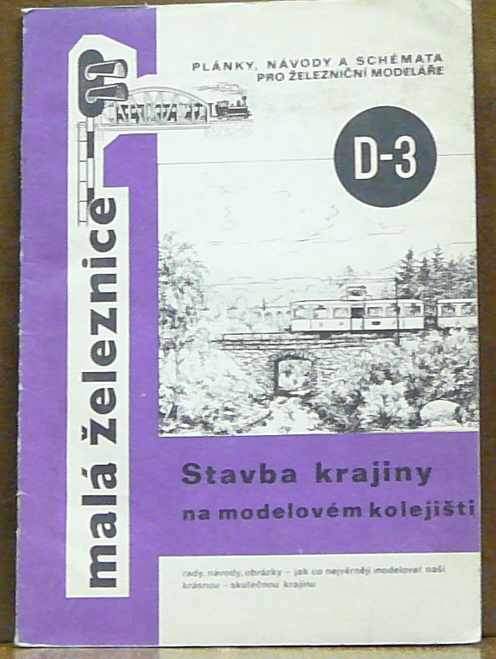 PLÁNKY, NÁVODY A SCHÉMATA
PRO ŽELEZNIČNÍ MODELÁŘE
D-3
malá železnice
Stavba krajiny
na modelovém kolejišti
rady, návody, obrázky – jak co nejvěrněji modelovat naši
krásnou – skutečnou krajinu